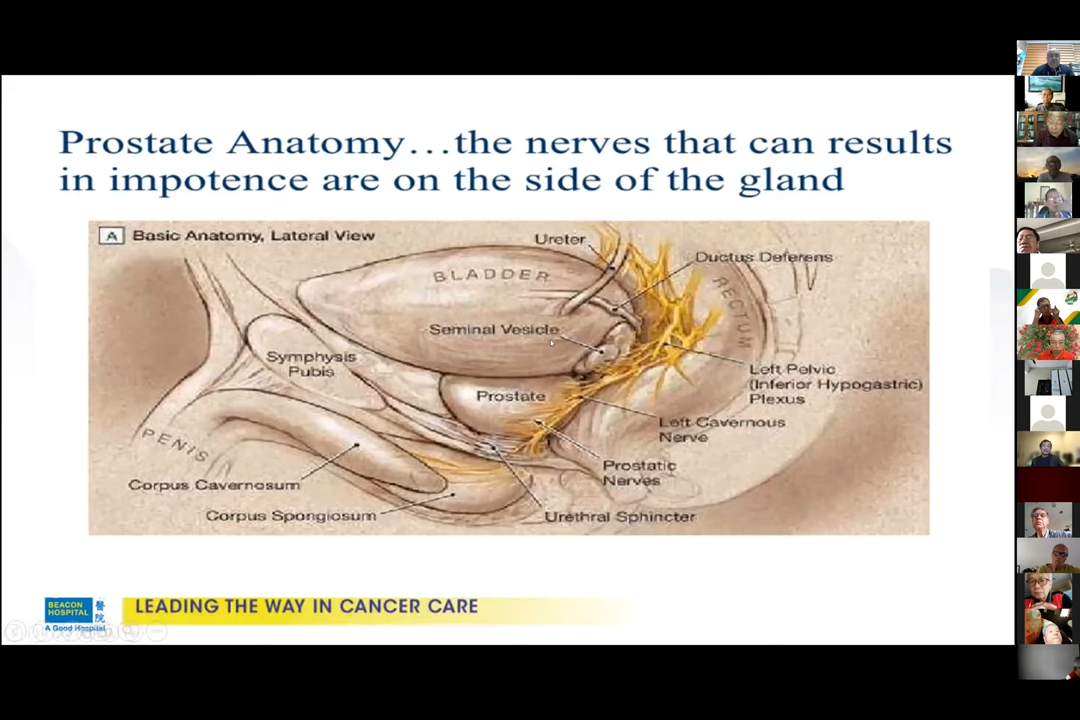 Prostate Anatomy...the nerves that can results
in impotence are on the side of the gland
A Basic Anatomy, Lateral View
Ureter
Ductus Deferens
BLADDER
RECTUM
Seminal Vesicle
Symphysis
Pubis
Left Pelvic
(Inferior Hypogastric)
Plexus
Prostate
Left Cavernous
Nerve
PENIS
Prostatic
Nerves
Corpus Cavernosum
Corpus Spongiosum
Urethral Sphincter
BEACON
HOSPITAL
醫
院
A Good Hospital
LEADING THE WAY IN CANCER CARE